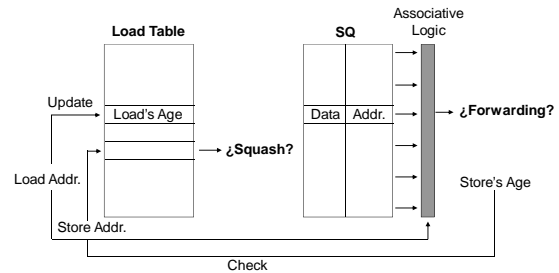 Associative
Logic
Load Table
SQ
Update
Load's Age
Data
Addr.
¿Forwarding?
¿Squash?
Load Addr.
Store's Age
Store Addr.
Check